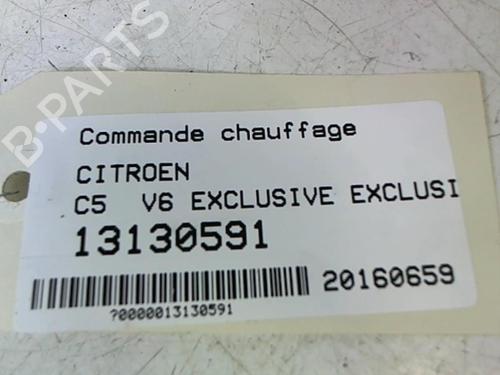 B-PARTS
Commande chauffage
CITROEN
C5 V6 EXCLUSIVE EXCLUSI
13130591
20160659
?0000013130591